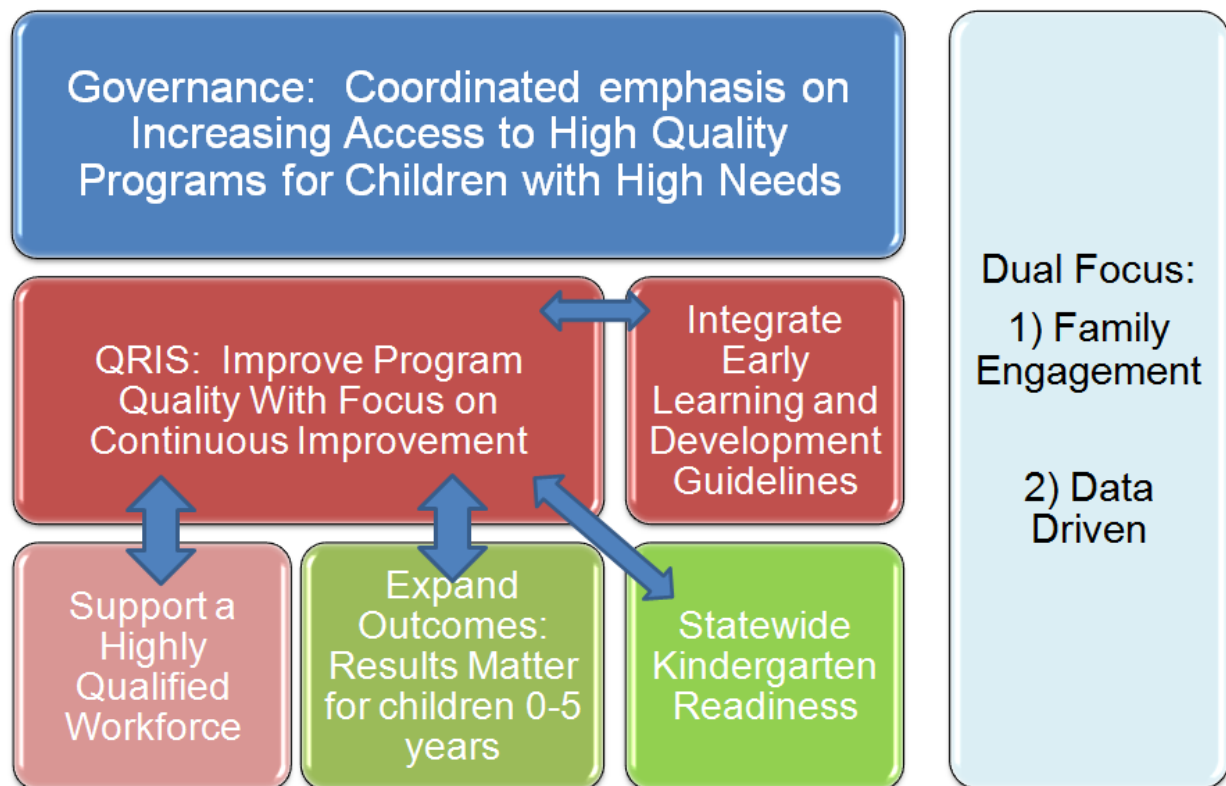 Governance:  Coordinated emphasis on
Increasing Access to High Quality
Programs for Children with High Needs
QRIS:  Improve Program
Quality With Focus on
Continuous Improvement
Integrate
Early
Learning and
Development
Guidelines
Support a
Highly
Qualified
Workforce
Expand
Outcomes:
Results Matter
for children 0-5
years
Statewide
Kindergarten
Readiness
Dual Focus:
1) Family
Engagement
2) Data
Driven